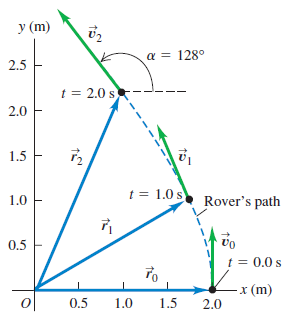 y (m)
v⃗₂
α = 128°
2.5
t = 2.0 s
2.0
1.5
r⃗₂
v⃗₁
t = 1.0 s
1.0
Rover's path
r⃗₁
0.5
v⃗₀
r⃗₀
t = 0.0 s
x (m)
O
0.5
1.0
1.5
2.0